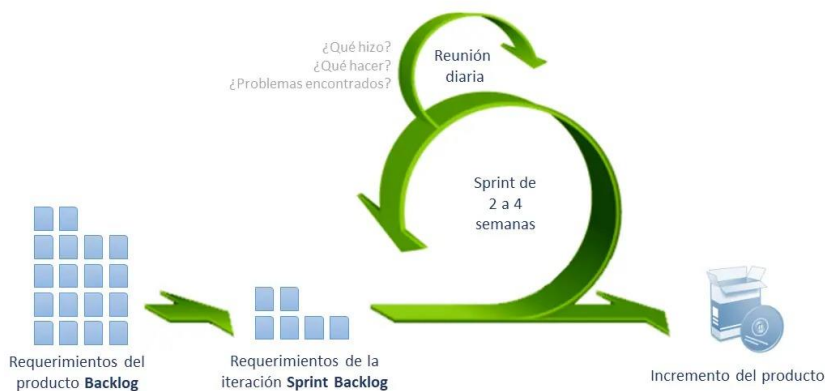 ¿Qué hizo?
¿Qué hacer?
¿Problemas encontrados?
Reunión
diaria
Sprint de
2 a 4
semanas
Requerimientos del
producto Backlog
Requerimientos de la
iteración Sprint Backlog
Incremento del producto